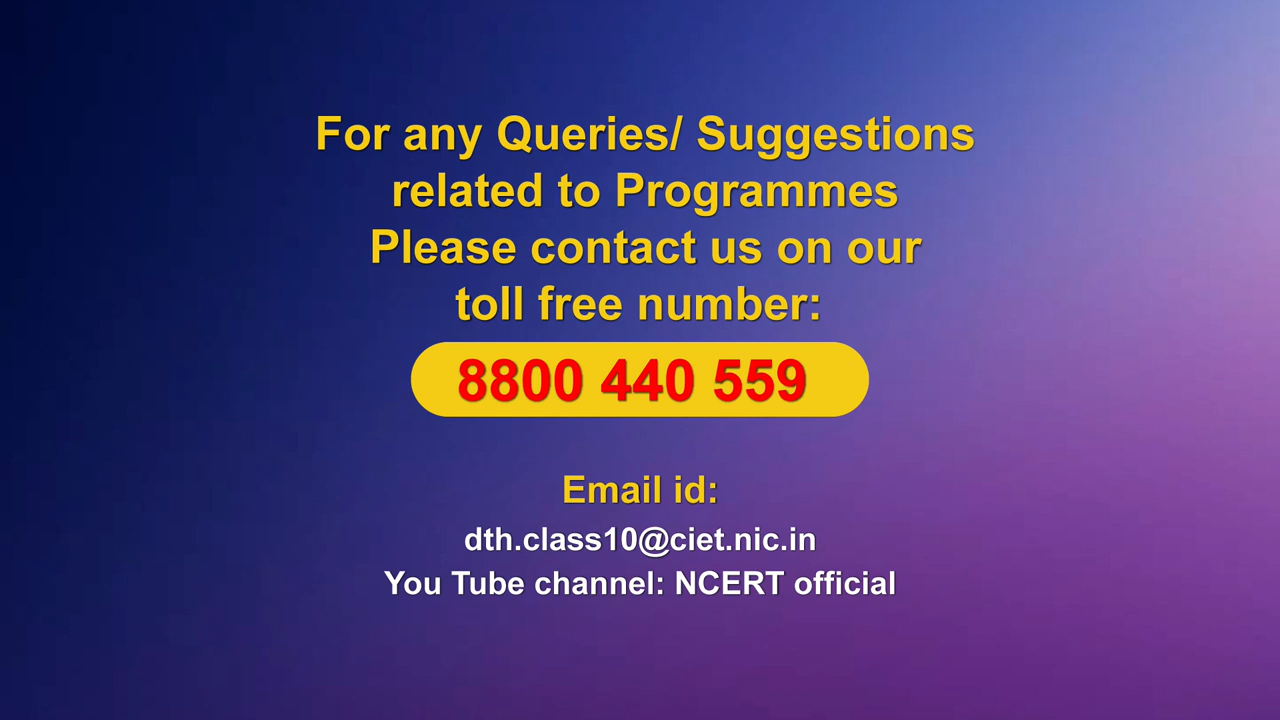 For any Queries/ Suggestions
related to Programmes
Please contact us on our
toll free number:
8800 440 559
Email id:
dth.class10@ciet.nic.in
You Tube channel: NCERT official